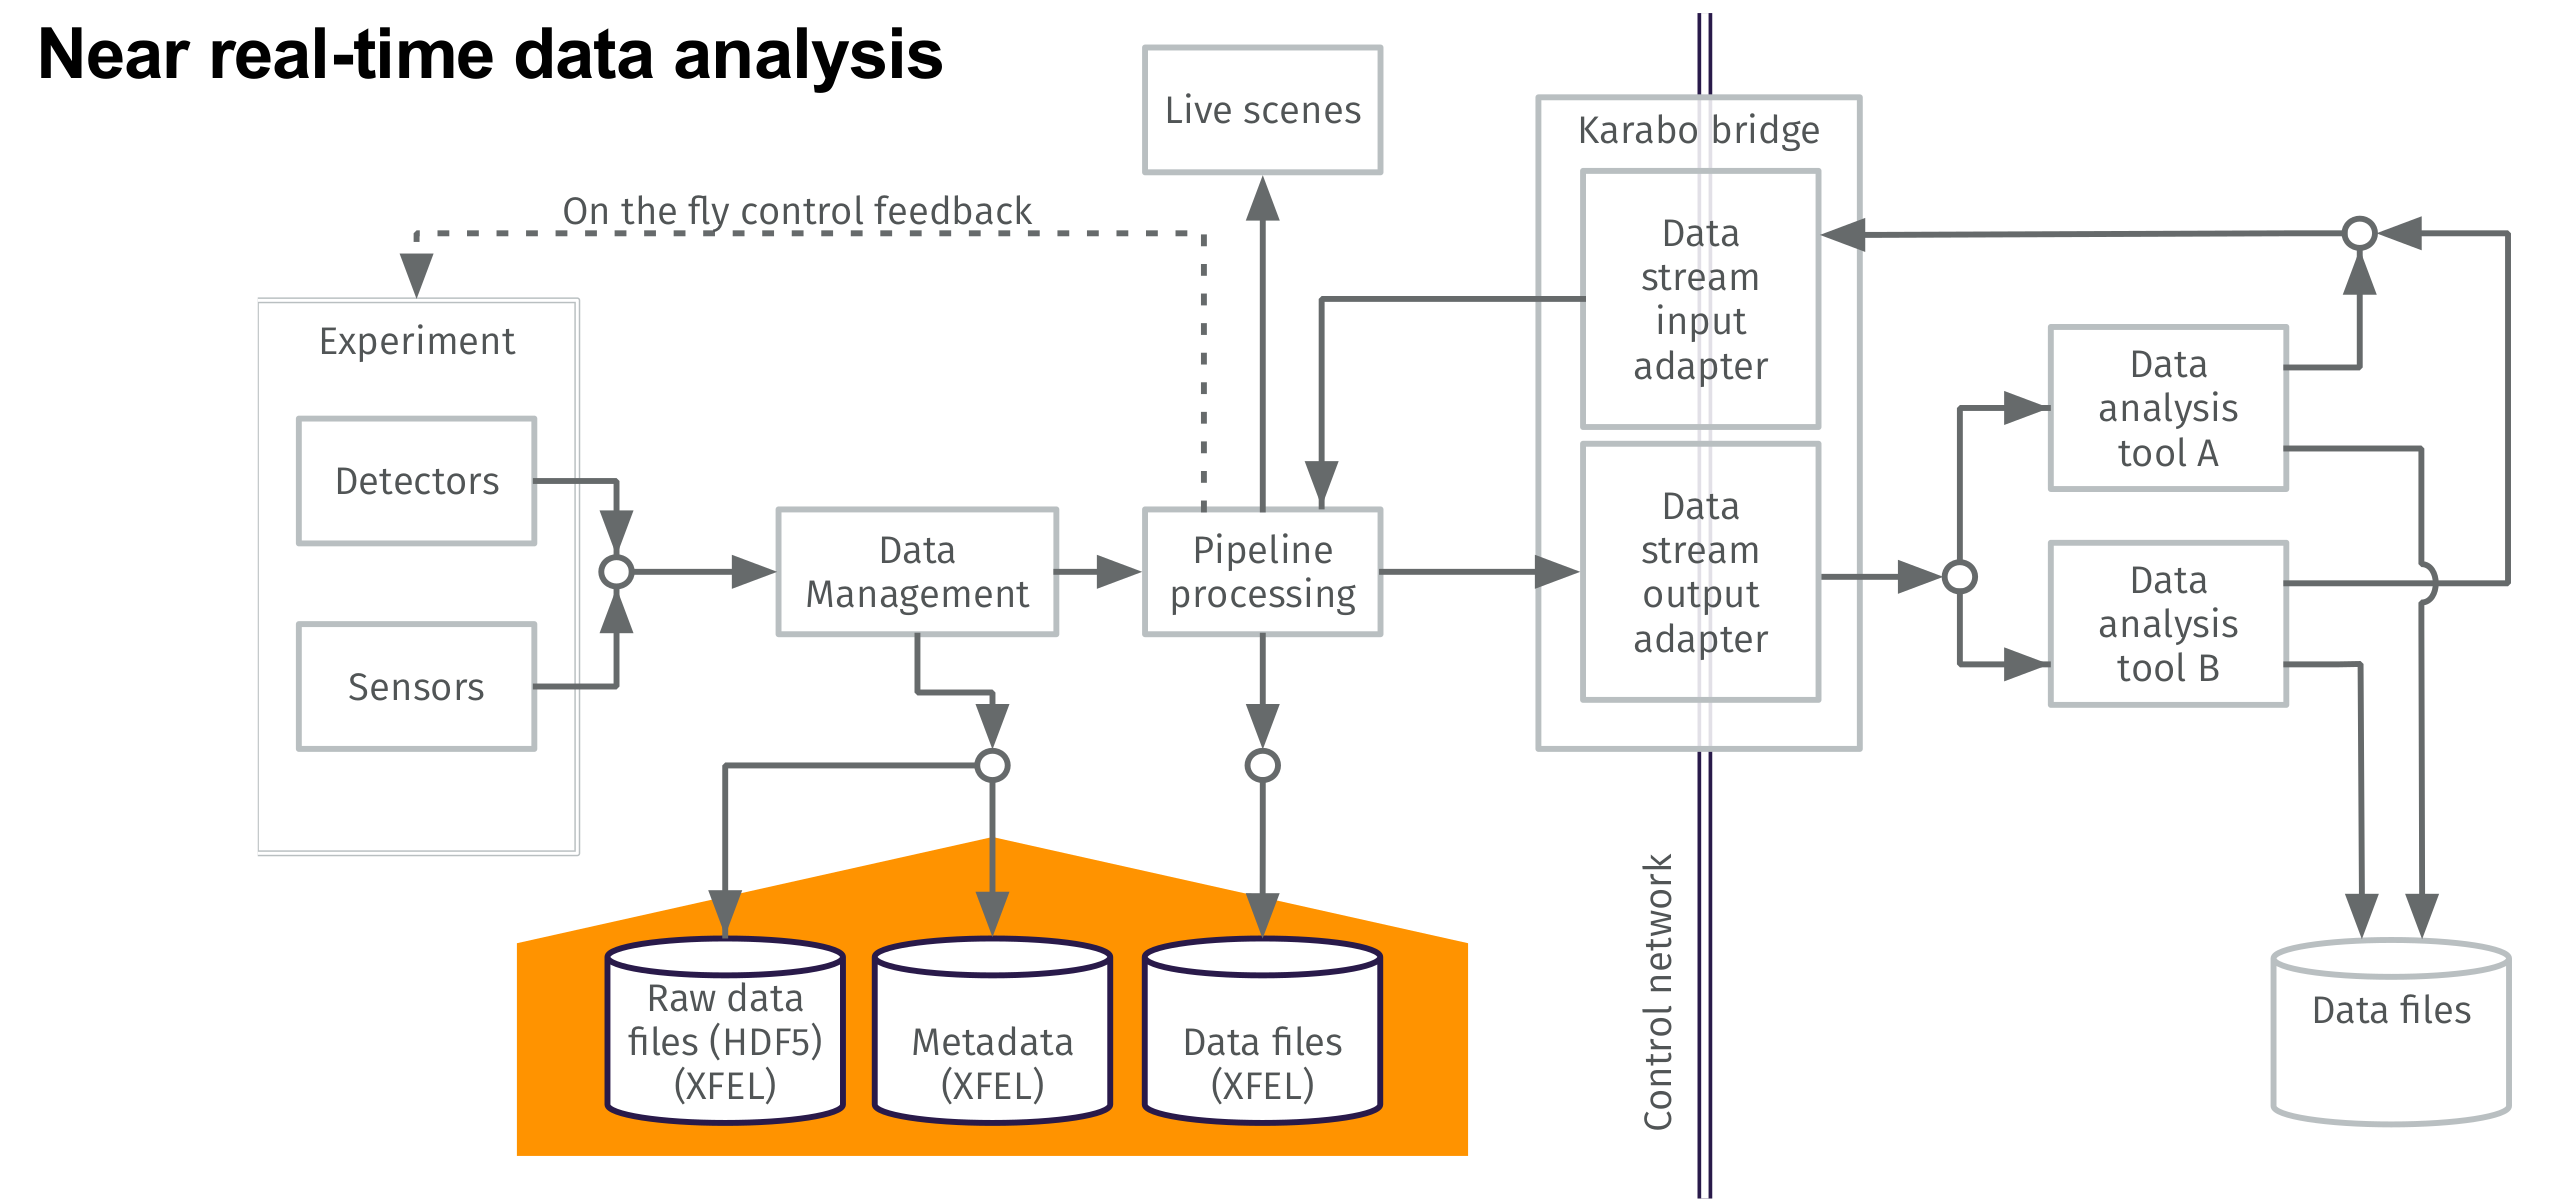 Near real-time data analysis
Live scenes
Karabo bridge
On the fly control feedback
Data
stream
input
adapter
Experiment
Detectors
Sensors
Data
Management
Pipeline
processing
Data
stream
output
adapter
Data
analysis
tool A
Data
analysis
tool B
Raw data
files (HDF5)
(XFEL)
Metadata
(XFEL)
Data files
(XFEL)
Control network
Data files